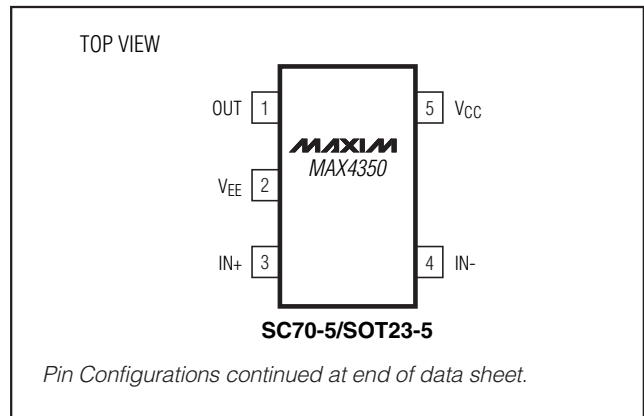 TOP VIEW
OUT 1
5 VCC
MAXIM
MAX4350
VEE 2
IN+ 3
4 IN-
SC70-5/SOT23-5
Pin Configurations continued at end of data sheet.